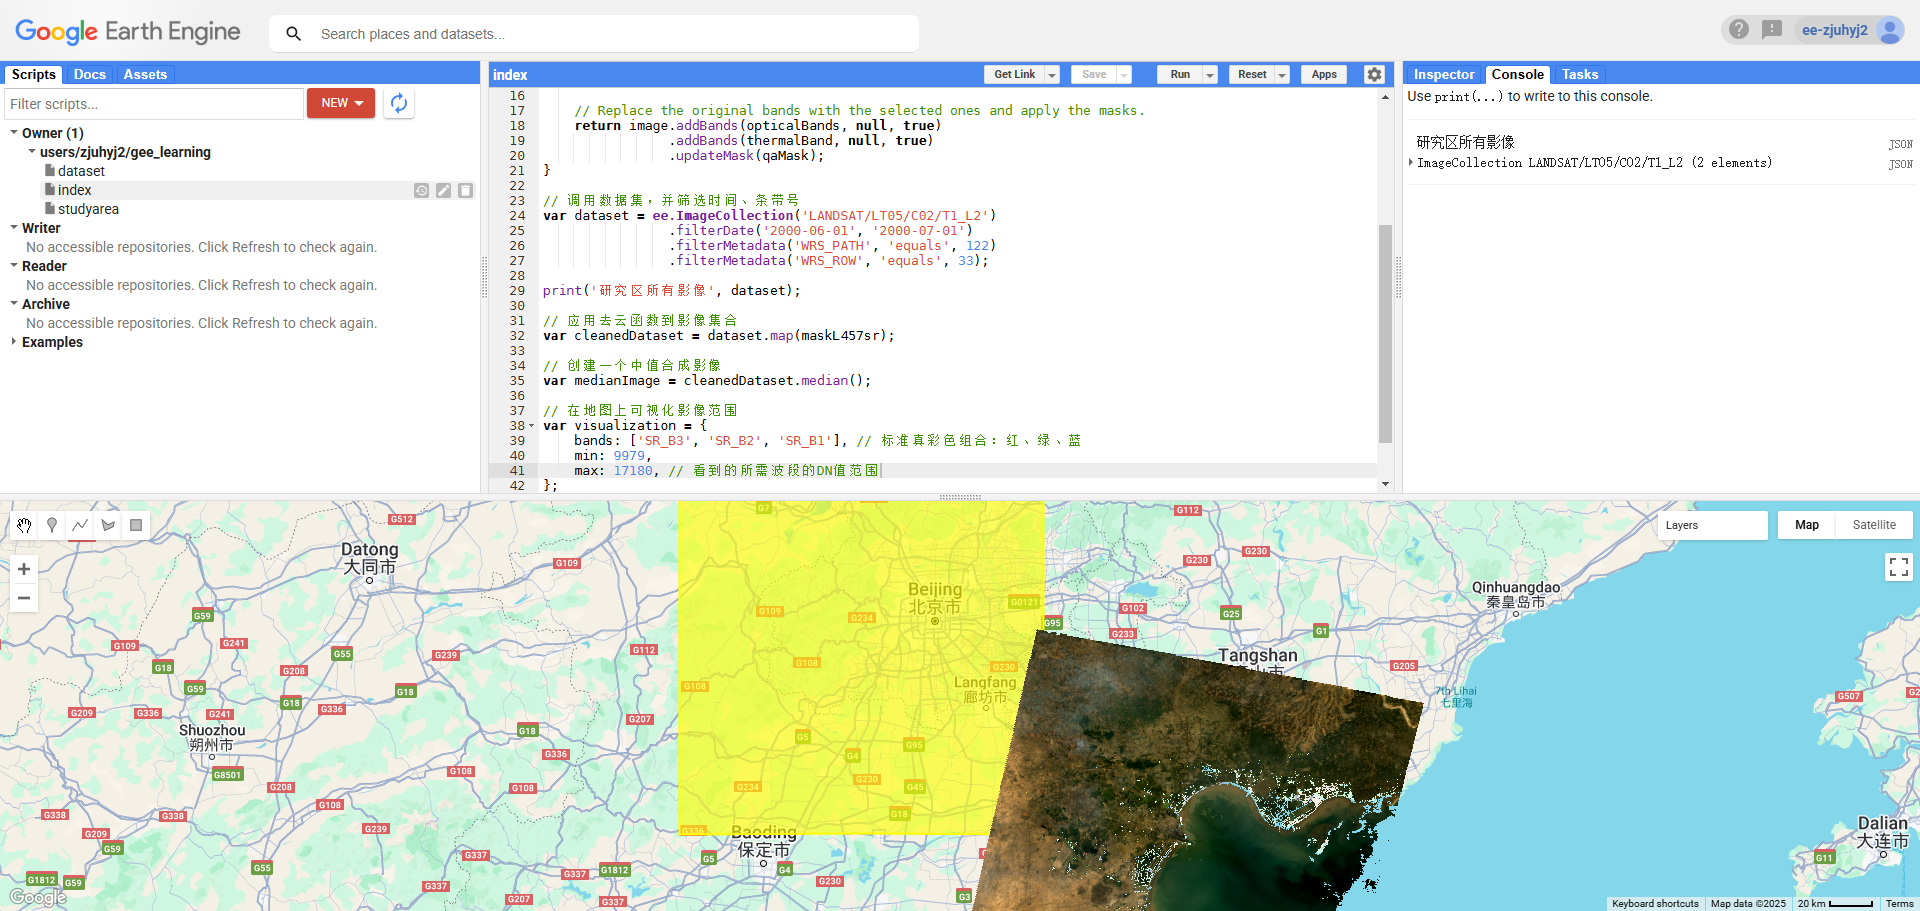 Google Earth Engine
Search places and datasets...
ee-zjuhyj2
Scripts Docs Assets
Filter scripts...
NEW
Owner (1)
users/zjuhyj2/gee_learning
dataset
index
studyarea
Writer
No accessible repositories. Click Refresh to check again.
Reader
No accessible repositories. Click Refresh to check again.
Archive
No accessible repositories. Click Refresh to check again.
Examples
index
Get Link Save Run Reset Apps
16
17 // Replace the original bands with the selected ones and apply the masks.
18 return image.addBands(opticalBands, null, true)
19 .addBands(thermalBand, null, true)
20 .updateMask(qaMask);
21 }
22
23 // 调用数据集，并筛选时间、条带号
24 var dataset = ee.ImageCollection('LANDSAT/LT05/C02/T1_L2')
25 .filterDate('2000-06-01', '2000-07-01')
26 .filterMetadata('WRS_PATH', 'equals', 122)
27 .filterMetadata('WRS_ROW', 'equals', 33);
28
29 print('研究区所有影像', dataset);
30
31 // 应用去云函数到影像集合
32 var cleanedDataset = dataset.map(maskL457sr);
33
34 // 创建一个中值合成影像
35 var medianImage = cleanedDataset.median();
36
37 // 在地图上可视化影像范围
38 var visualization = {
39 bands: ['SR_B3', 'SR_B2', 'SR_B1'], // 标准真彩色组合：红、绿、蓝
40 min: 9979,
41 max: 17180, // 看到的所需波段的DN值范围
42 };
Inspector Console Tasks
Use print(...) to write to this console.
研究区所有影像 JSON
ImageCollection LANDSAT/LT05/C02/T1_L2 (2 elements) JSON
Layers
Map Satellite
G512
G7
G112
Datong
大同市
G109
G230
G230
Qinhuangdao
秦皇岛市
Beijing
北京市
G0121
G109
G234
G102
G25
G59
G95
G233
G1
G109
G241
G55
G239
G112
G18
G208
G108
G230
Tangshan
山市
G205
G59
G18
G108
Langfang
廊坊市
7th Lihai
七里海
G507
G2
G209
G336
G241
G18
G336
G207
Shuozhou
朔州市
G18
G5
G95
G336
G4
G8501
G108
G230
G208
G108
G234
G45
G108
G338
G338
G18
G209
G239
G336
Baoding
保定市
Dalian
大连市
G59
G337
G5
G11
G55
G337
G1812
G4
G1812
G59
G337
G230
G207
G337
G3
Google
Keyboard shortcuts Map data ©2025 20 km Terms